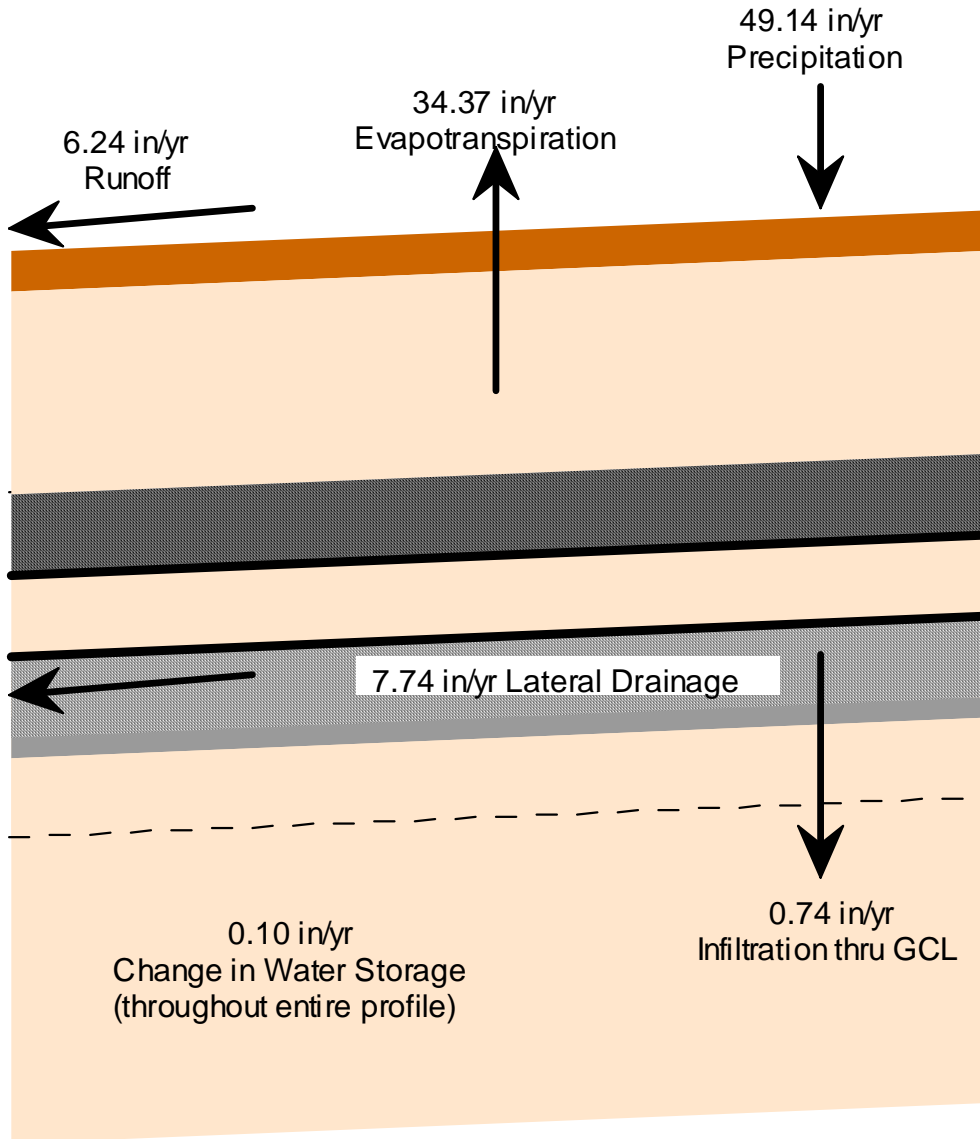 49.14 in/yr
Precipitation
34.37 in/yr
Evapotranspiration
6.24 in/yr
Runoff
7.74 in/yr Lateral Drainage
0.10 in/yr
Change in Water Storage
(throughout entire profile)
0.74 in/yr
Infiltration thru GCL